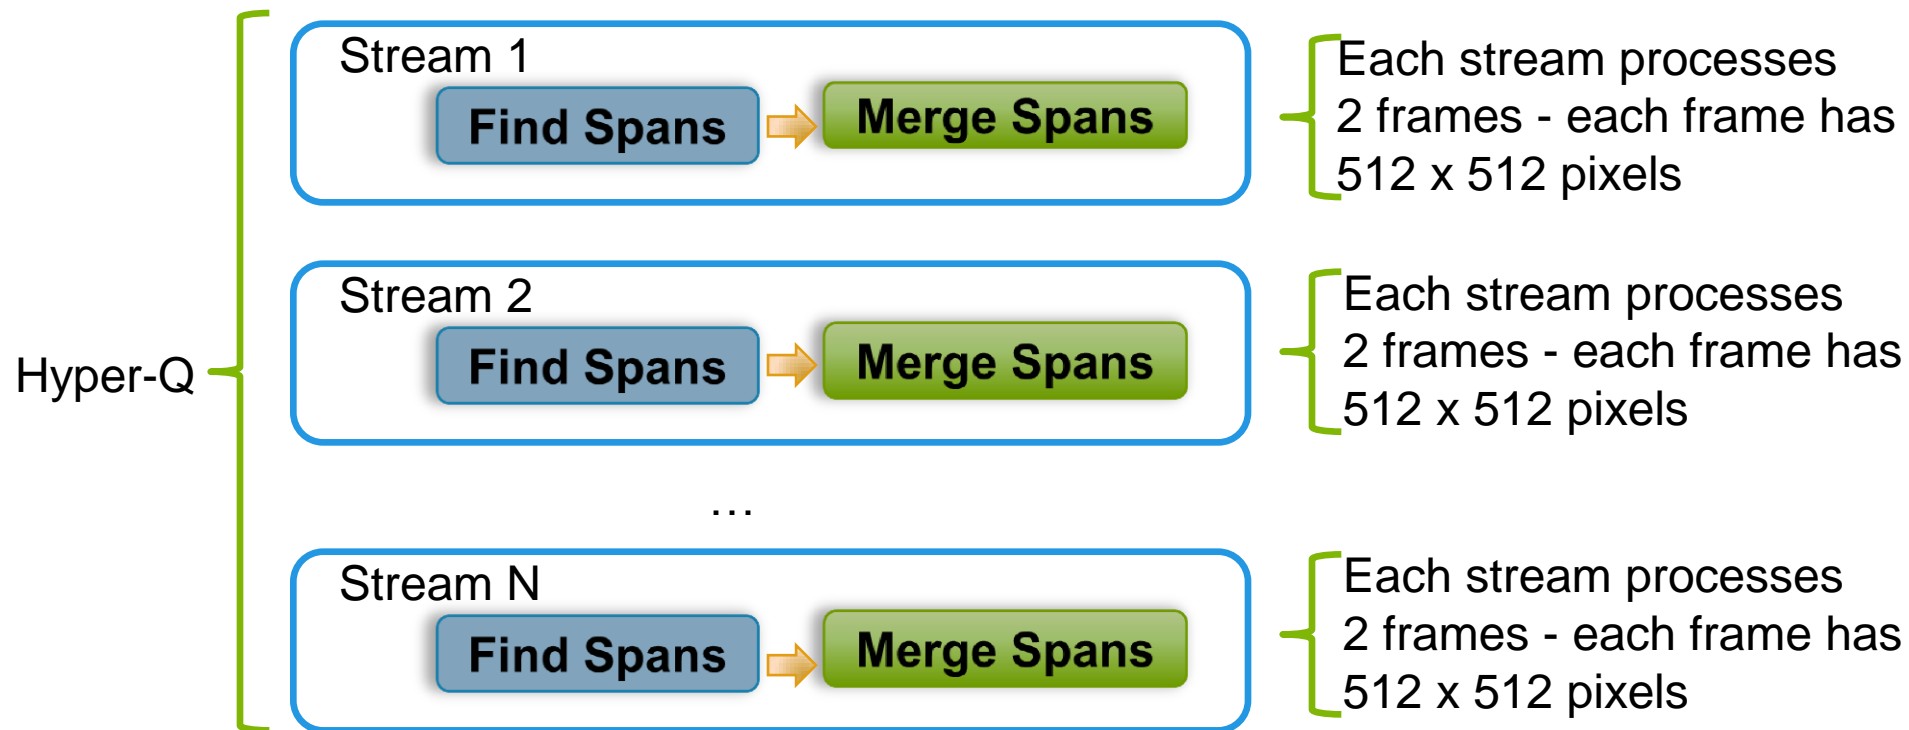 Stream 1
Find Spans
Merge Spans
Each stream processes
2 frames - each frame has
512 x 512 pixels
Hyper-Q
Stream 2
Find Spans
Merge Spans
Each stream processes
2 frames - each frame has
512 x 512 pixels
…
Stream N
Find Spans
Merge Spans
Each stream processes
2 frames - each frame has
512 x 512 pixels